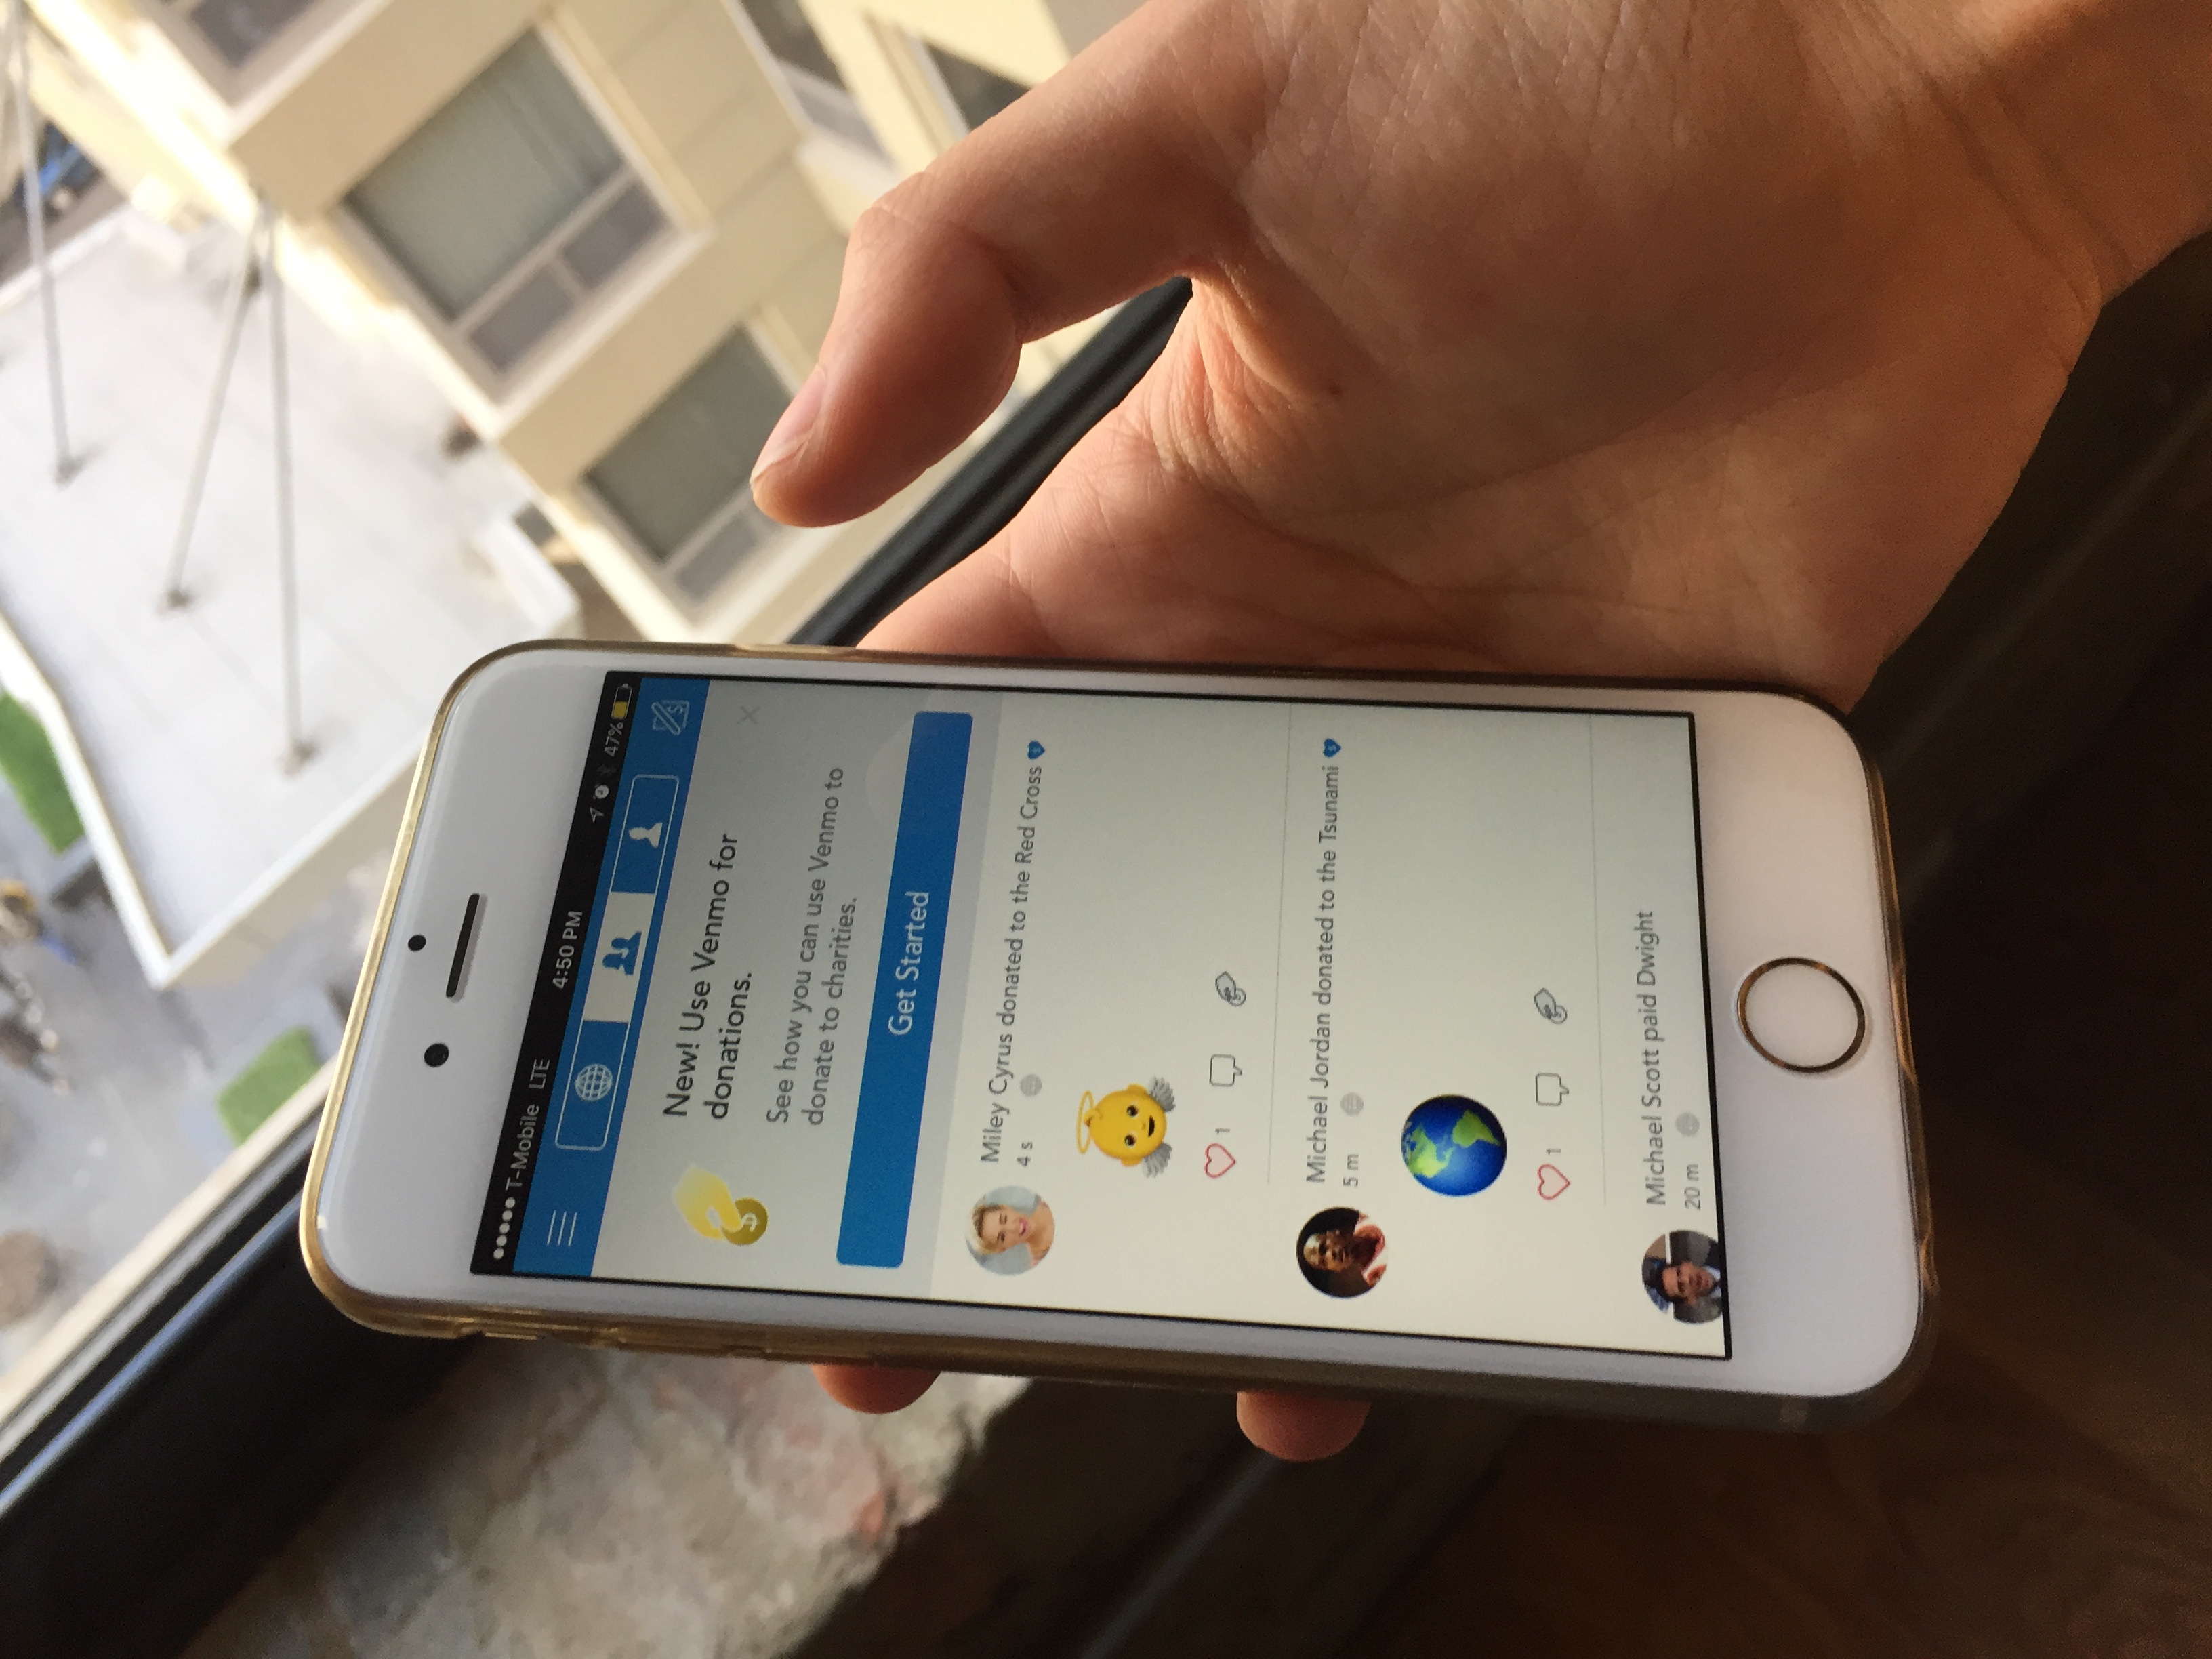 T-Mobile LTE 4:50 PM 47%
New! Use Venmo for
donations.
See how you can use Venmo to
donate to charities.
Get Started
Miley Cyrus donated to the Red Cross
4 s
1
Michael Jordan donated to the Tsunami
5 m
1
Michael Scott paid Dwight
20 m